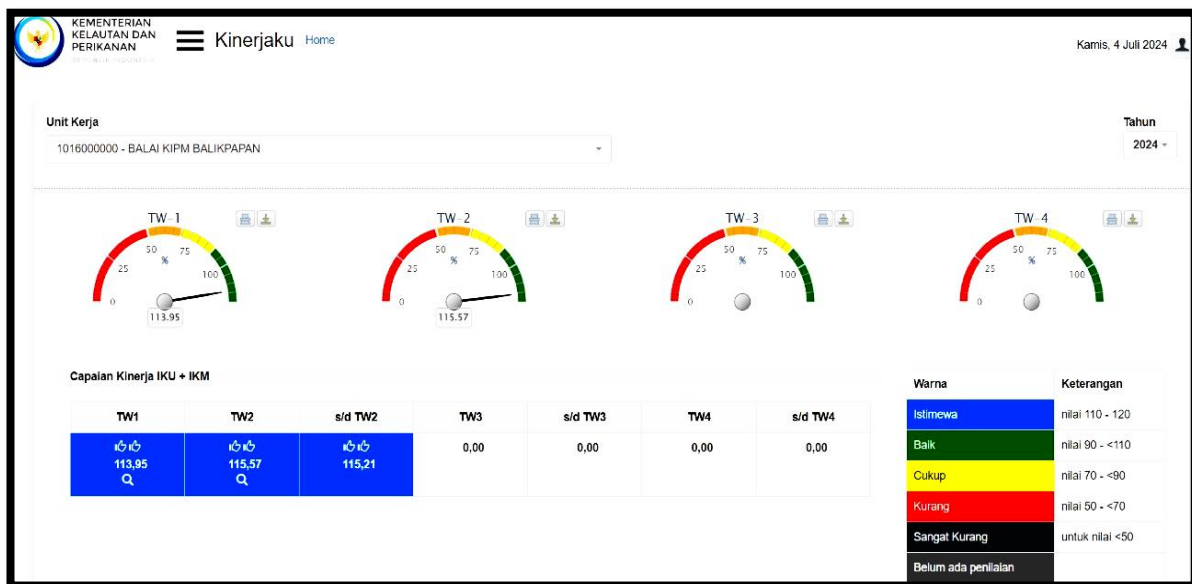 KEMENTERIAN
KELAUTAN DAN
PERIKANAN
Kinerjaku Home
Kamis, 4 Juli 2024
Unit Kerja
Tahun
1016000000 - BALAI KIPM BALIKPAPAN
2024
TW-1
0 25 50 75 100
%
113.95
TW-2
0 25 50 75 100
%
115.57
TW-3
0 25 50 75 100
%
TW-4
0 25 50 75 100
%
Capaian Kinerja IKU + IKM
TW1 TW2 s/d TW2 TW3 s/d TW3 TW4 s/d TW4
113,95 115,57 115,21 0,00 0,00 0,00 0,00
Warna Keterangan
Istimewa nilai 110 - 120
Baik nilai 90 - <110
Cukup nilai 70 - <90
Kurang nilai 50 - <70
Sangat Kurang untuk nilai <50
Belum ada penilaian